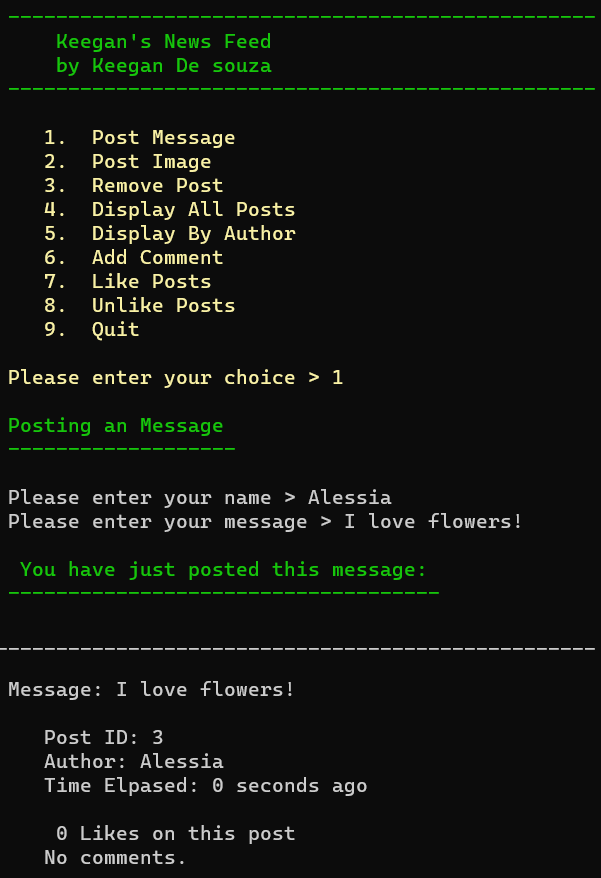 Keegan's News Feed
by Keegan De souza
1. Post Message
2. Post Image
3. Remove Post
4. Display All Posts
5. Display By Author
6. Add Comment
7. Like Posts
8. Unlike Posts
9. Quit
Please enter your choice > 1
Posting an Message
Please enter your name > Alessia
Please enter your message > I love flowers!
You have just posted this message:
Message: I love flowers!
Post ID: 3
Author: Alessia
Time Elpased: 0 seconds ago
0 Likes on this post
No comments.